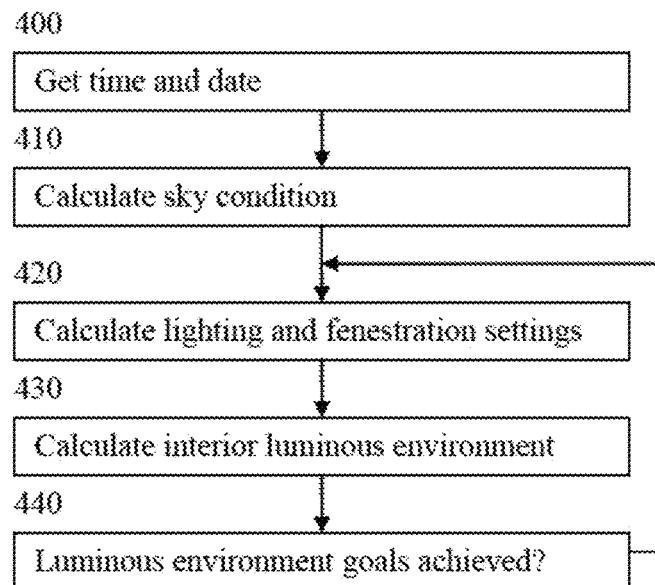 400
Get time and date
410
Calculate sky condition
420
Calculate lighting and fenestration settings
430
Calculate interior luminous environment
440
Luminous environment goals achieved?